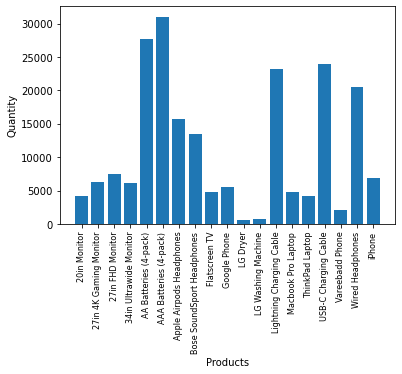 30000
25000
20000
15000
10000
5000
0
Quantity
20in Monitor
27in 4K Gaming Monitor
27in FHD Monitor
34in Ultrawide Monitor
AA Batteries (4-pack)
AAA Batteries (4-pack)
Apple Airpods Headphones
Bose SoundSport Headphones
Flatscreen TV
Google Phone
LG Dryer
LG Washing Machine
Lightning Charging Cable
Macbook Pro Laptop
ThinkPad Laptop
USB-C Charging Cable
Vareebadd Phone
Wired Headphones
iPhone
Products